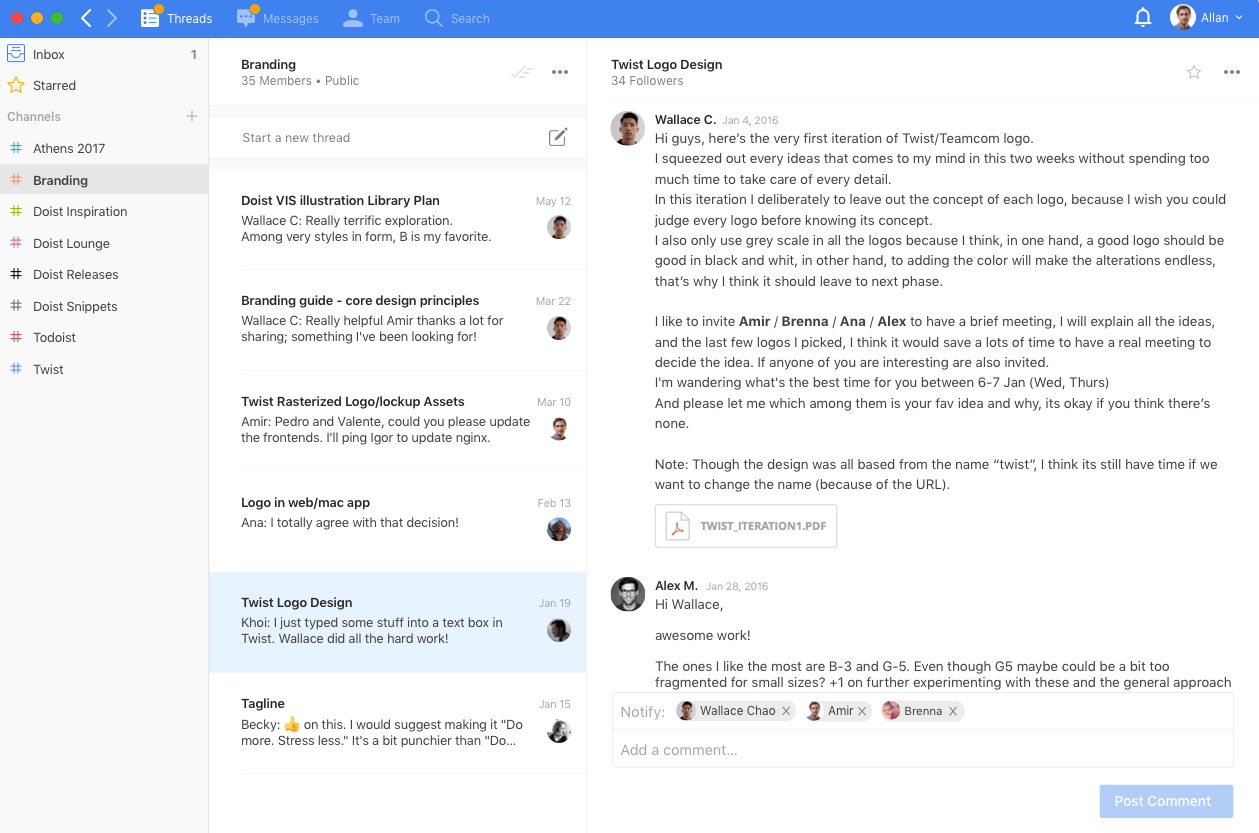 Threads
Messages
Team
Search
Allan
Inbox 1
Starred
Channels
Athens 2017
Branding
Doist Inspiration
Doist Lounge
Doist Releases
Doist Snippets
Todoist
Twist
Branding
35 Members • Public
Start a new thread
Doist VIS illustration Library Plan May 12
Wallace C: Really terrific exploration.
Among very styles in form, B is my favorite.
Branding guide - core design principles Mar 22
Wallace C: Really helpful Amir thanks a lot for
sharing; something I've been looking for!
Twist Rasterized Logo/lockup Assets Mar 10
Amir: Pedro and Valente, could you please update
the frontends. I'll ping Igor to update nginx.
Logo in web/mac app Feb 13
Ana: I totally agree with that decision!
Twist Logo Design Jan 19
Khoi: I just typed some stuff into a text box in
Twist. Wallace did all the hard work!
Tagline Jan 15
Becky: 👍 on this. I would suggest making it "Do
more. Stress less." It's a bit punchier than "Do...
Twist Logo Design
34 Followers
Wallace C. Jan 4, 2016
Hi guys, here’s the very first iteration of Twist/Teamcom logo.
I squeezed out every ideas that comes to my mind in this two weeks without spending too
much time to take care of every detail.
In this iteration I deliberately to leave out the concept of each logo, because I wish you could
judge every logo before knowing its concept.
I also only use grey scale in all the logos because I think, in one hand, a good logo should be
good in black and whit, in other hand, to adding the color will make the alterations endless,
that’s why I think it should leave to next phase.
I like to invite Amir / Brenna / Ana / Alex to have a brief meeting, I will explain all the ideas,
and the last few logos I picked, I think it would save a lots of time to have a real meeting to
decide the idea. If anyone of you are interesting are also invited.
I'm wandering what's the best time for you between 6-7 Jan (Wed, Thurs)
And please let me which among them is your fav idea and why, its okay if you think there’s
none.
Note: Though the design was all based from the name “twist”, I think its still have time if we
want to change the name (because of the URL).
TWIST_ITERATION1.PDF
Alex M. Jan 28, 2016
Hi Wallace,
awesome work!
The ones I like the most are B-3 and G-5. Even though G5 maybe could be a bit too
fragmented for small sizes? +1 on further experimenting with these and the general approach
Notify: Wallace Chao Amir Brenna
Add a comment...
Post Comment